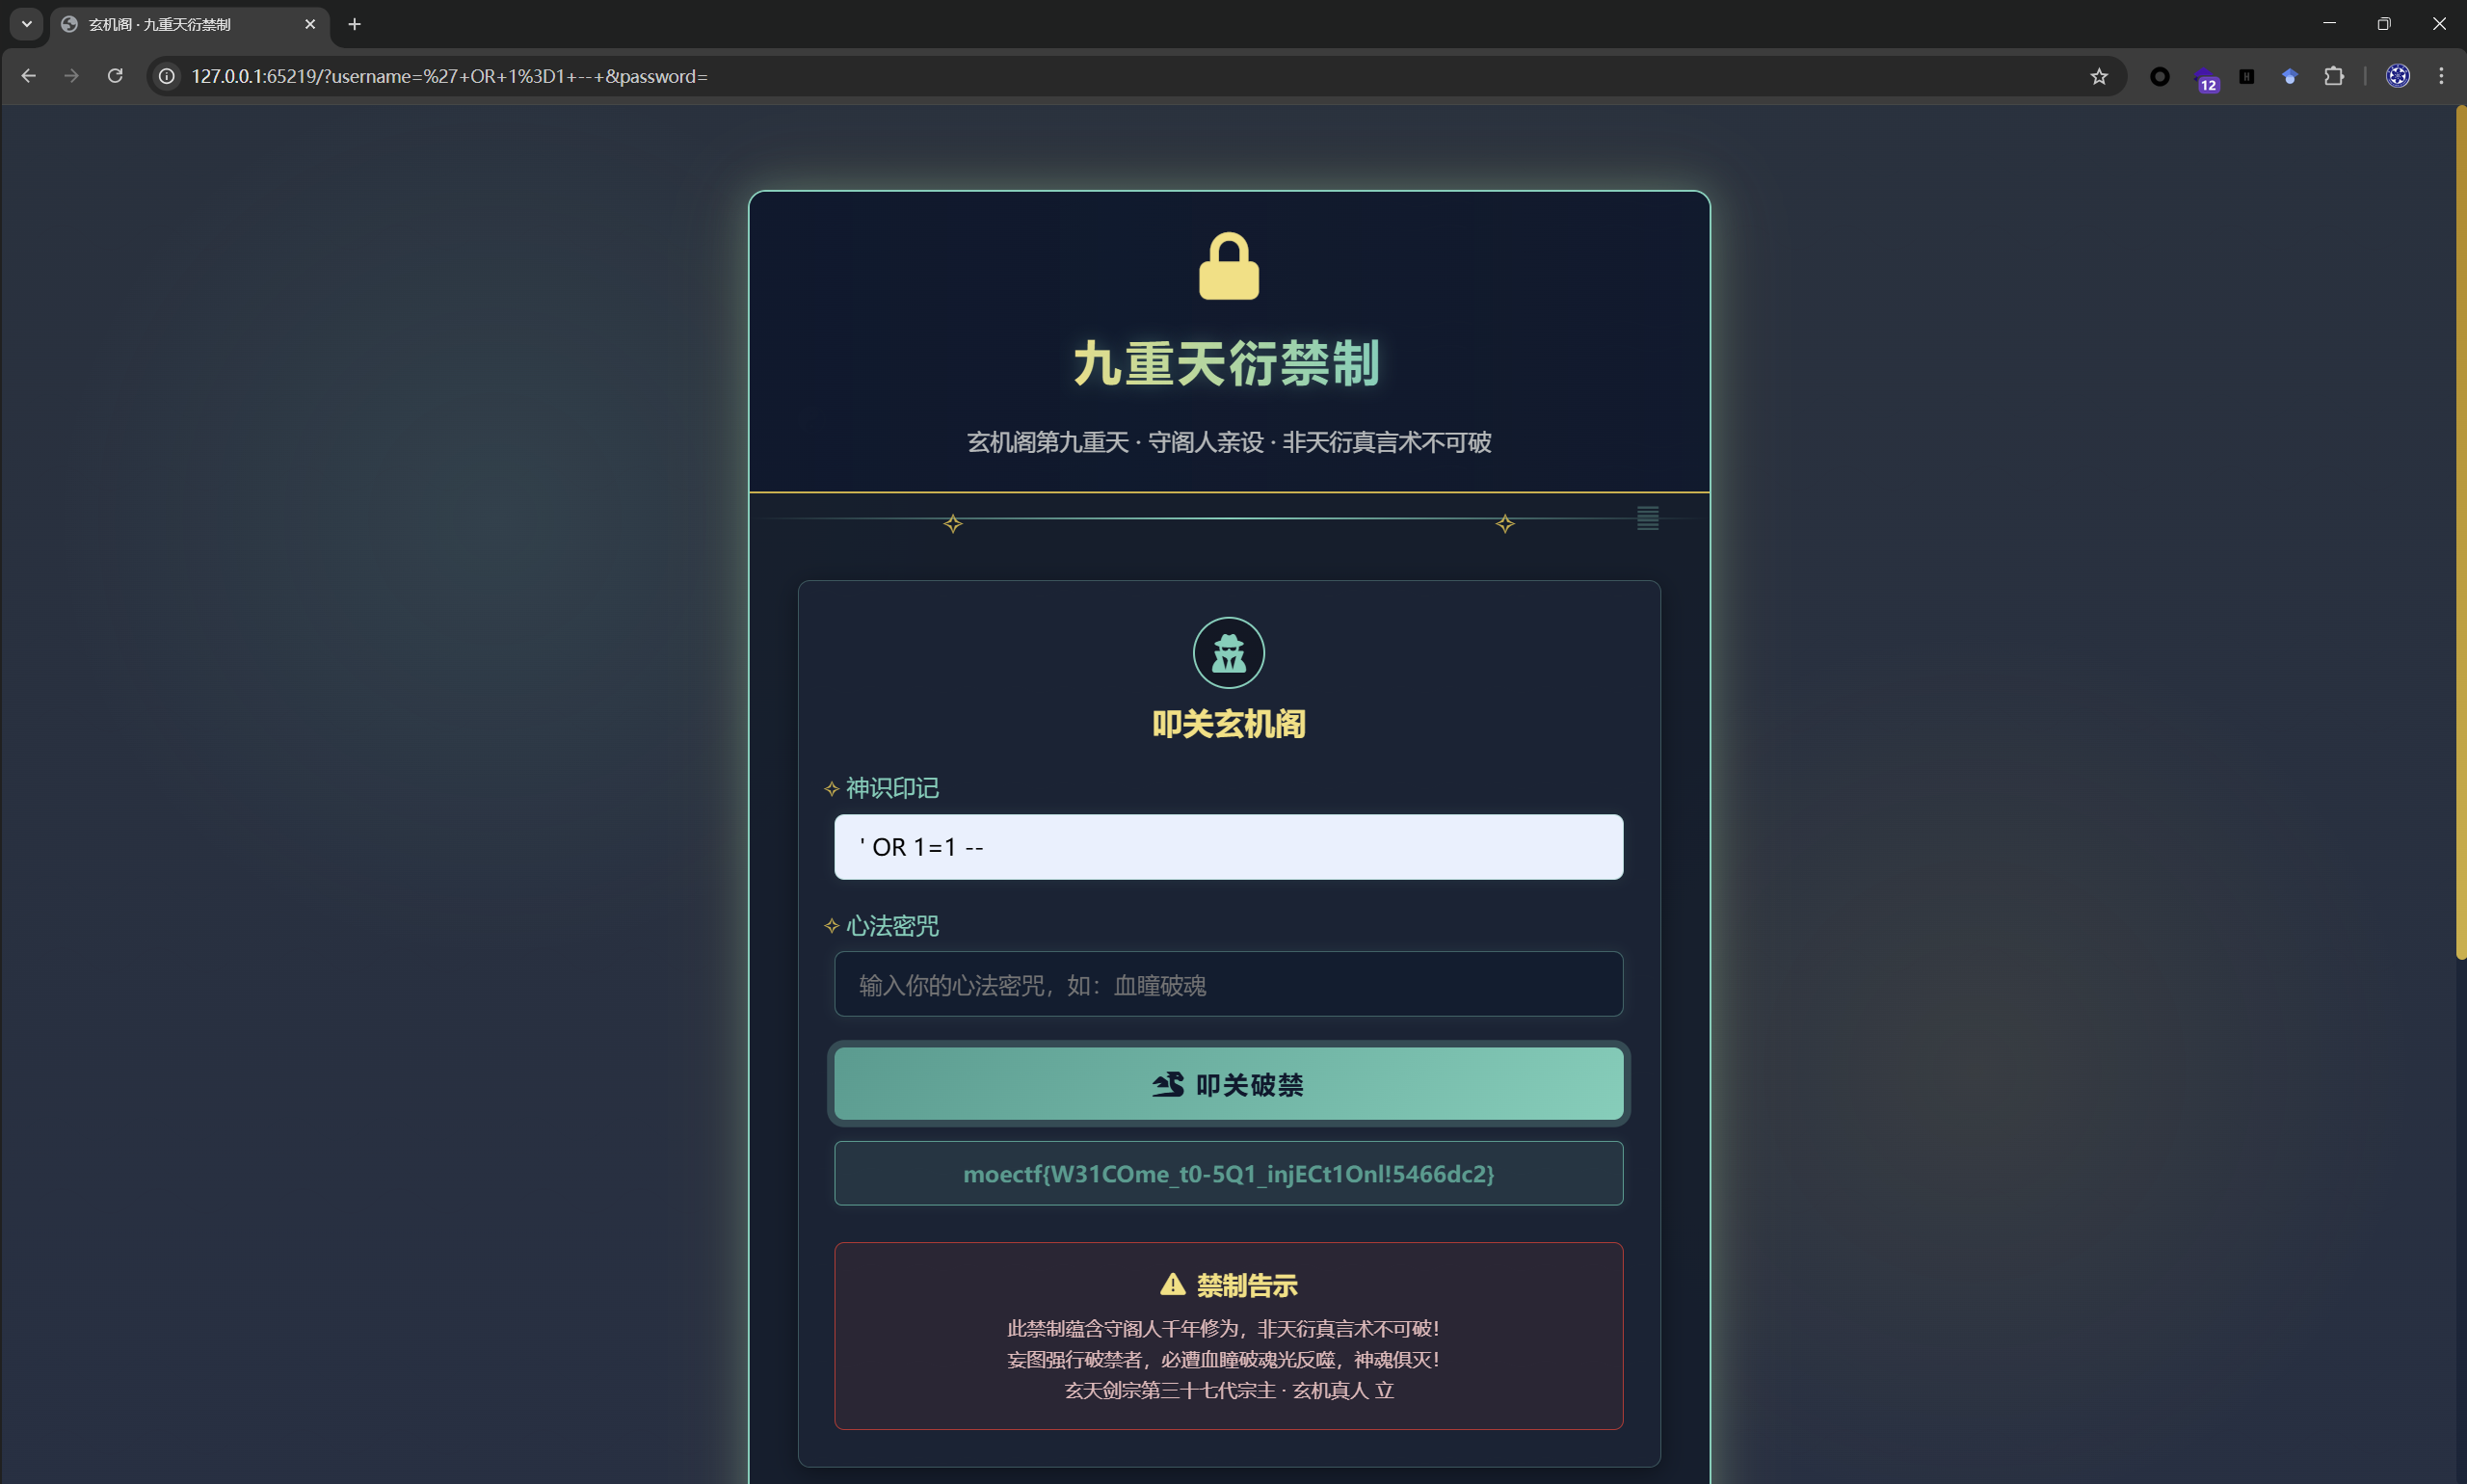 玄机阁 · 九重天衍禁制
127.0.0.1:65219/?username=%27+OR+1%3D1+--+&password=
12
H
九重天衍禁制
玄机阁第九重天 · 守阁人亲设 · 非天衍真言术不可破
叩关玄机阁
神识印记
' OR 1=1 --
心法密咒
输入你的心法密咒，如：血瞳破魂
叩关破禁
moectf{W31COme_t0-5Q1_injECt1Onl!5466dc2}
禁制告示
此禁制蕴含守阁人千年修为，非天衍真言术不可破！
妄图强行破禁者，必遭血瞳破魂光反噬，神魂俱灭！
玄天剑宗第三十七代宗主 · 玄机真人 立